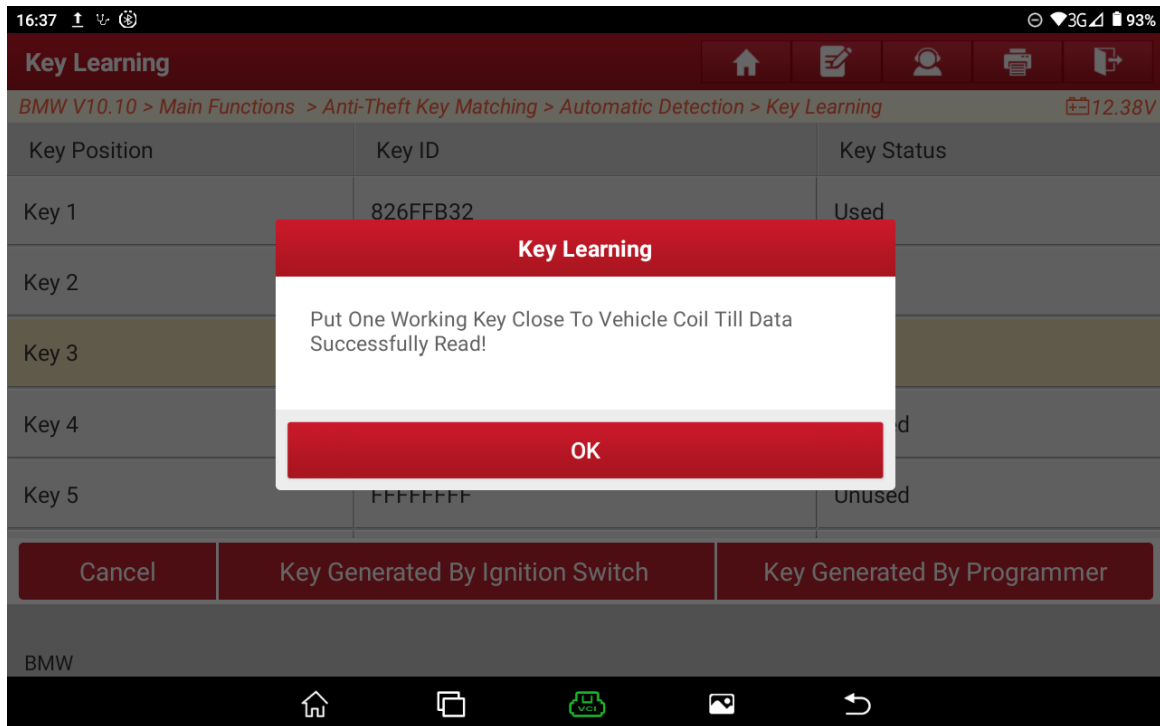 16:37 3G 93%
Key Learning
BMW V10.10 > Main Functions > Anti-Theft Key Matching > Automatic Detection > Key Learning 12.38V
Key Position Key ID Key Status
Key 1 826FFB32 Used
Key Learning
Key 2
Put One Working Key Close To Vehicle Coil Till Data
Successfully Read!
Key 3
Key 4
OK
Key 5 FFFFFFFF Unused
Cancel Key Generated By Ignition Switch Key Generated By Programmer
BMW
VCI